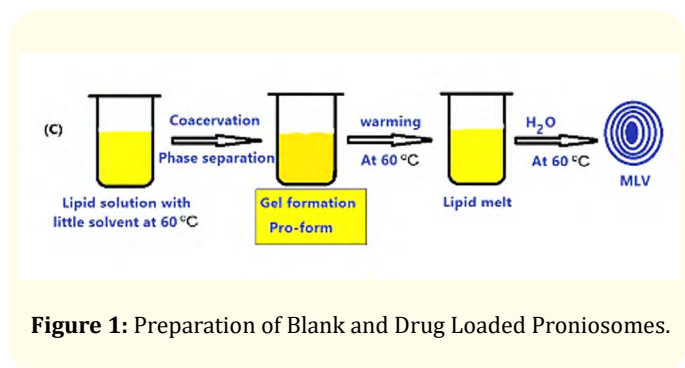 (C)
Coacervation
Phase separation
warming
At 60 °C
H₂O
At 60 °C
MLV
Lipid solution with
little solvent at 60 °C
Gel formation
Pro-form
Lipid melt
Figure 1: Preparation of Blank and Drug Loaded Proniosomes.